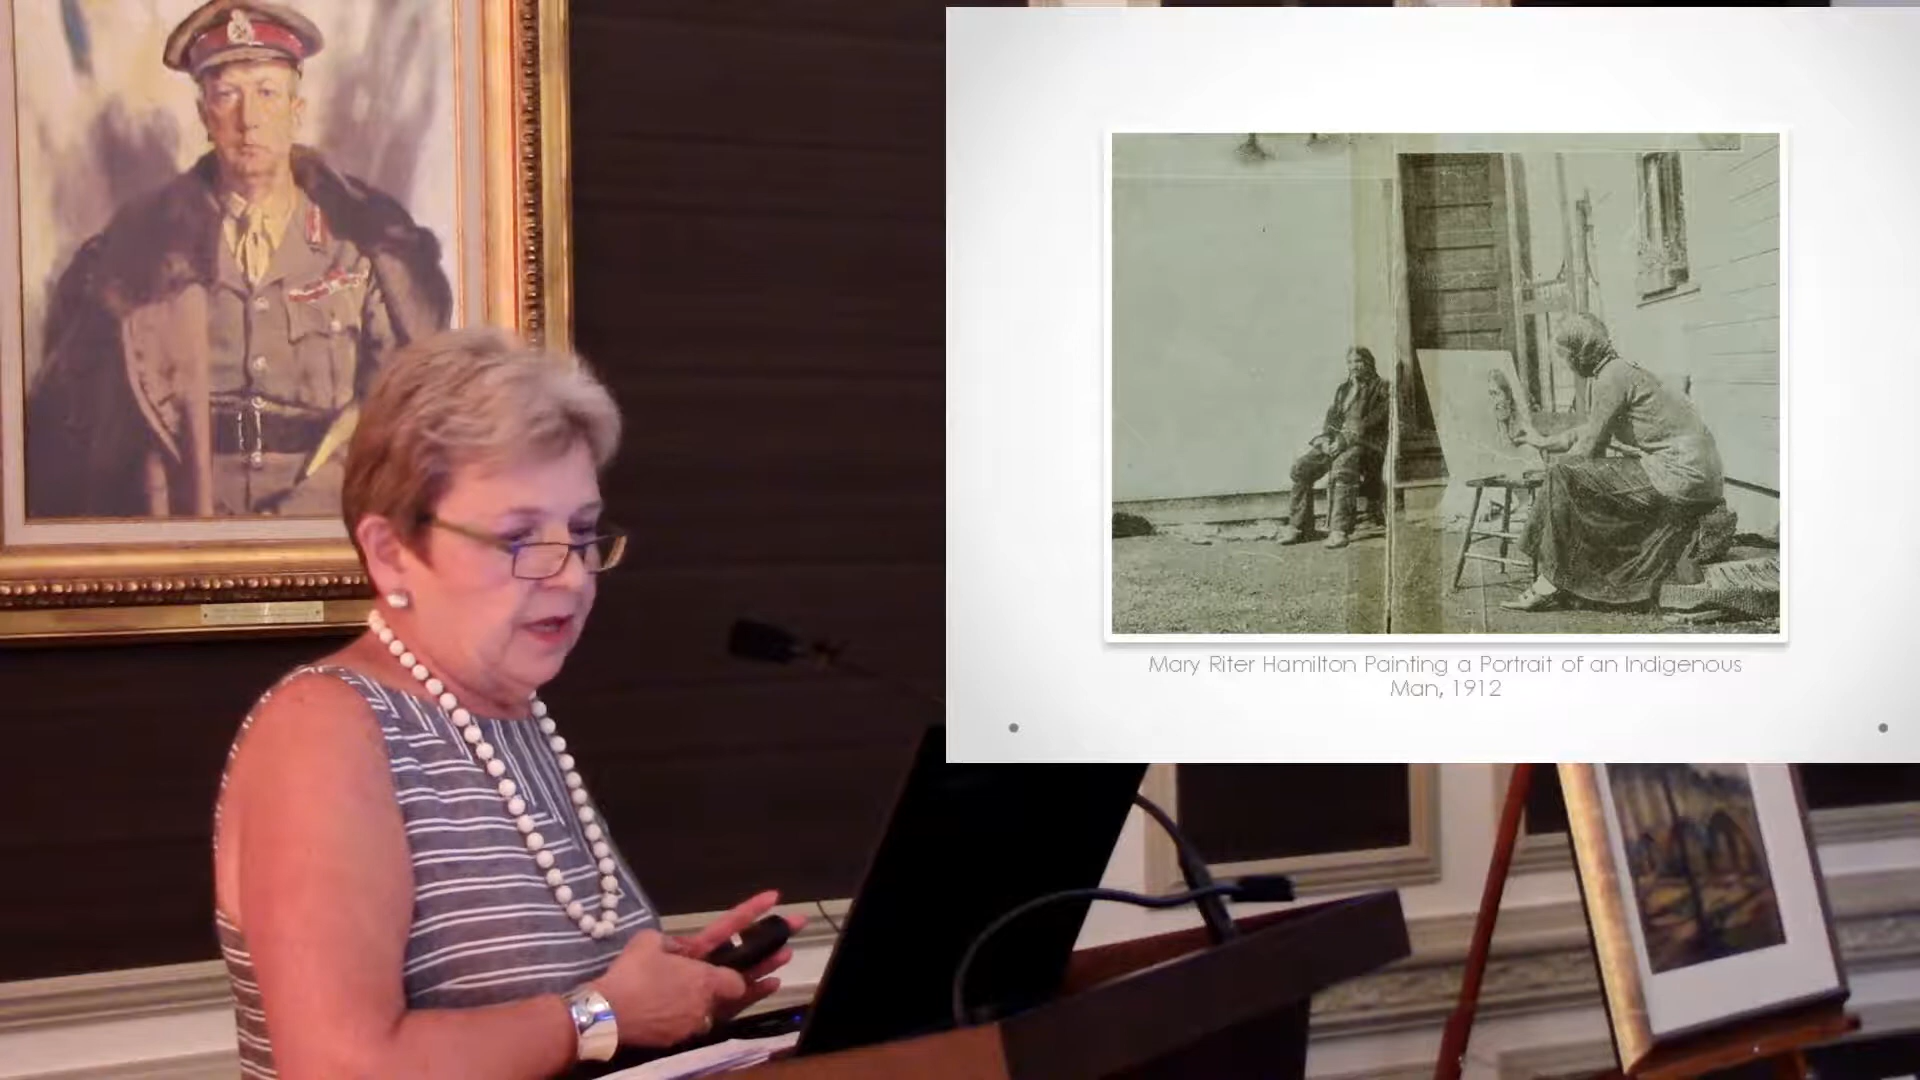 Mary Riter Hamilton Painting a Portrait of an Indigenous
Man, 1912